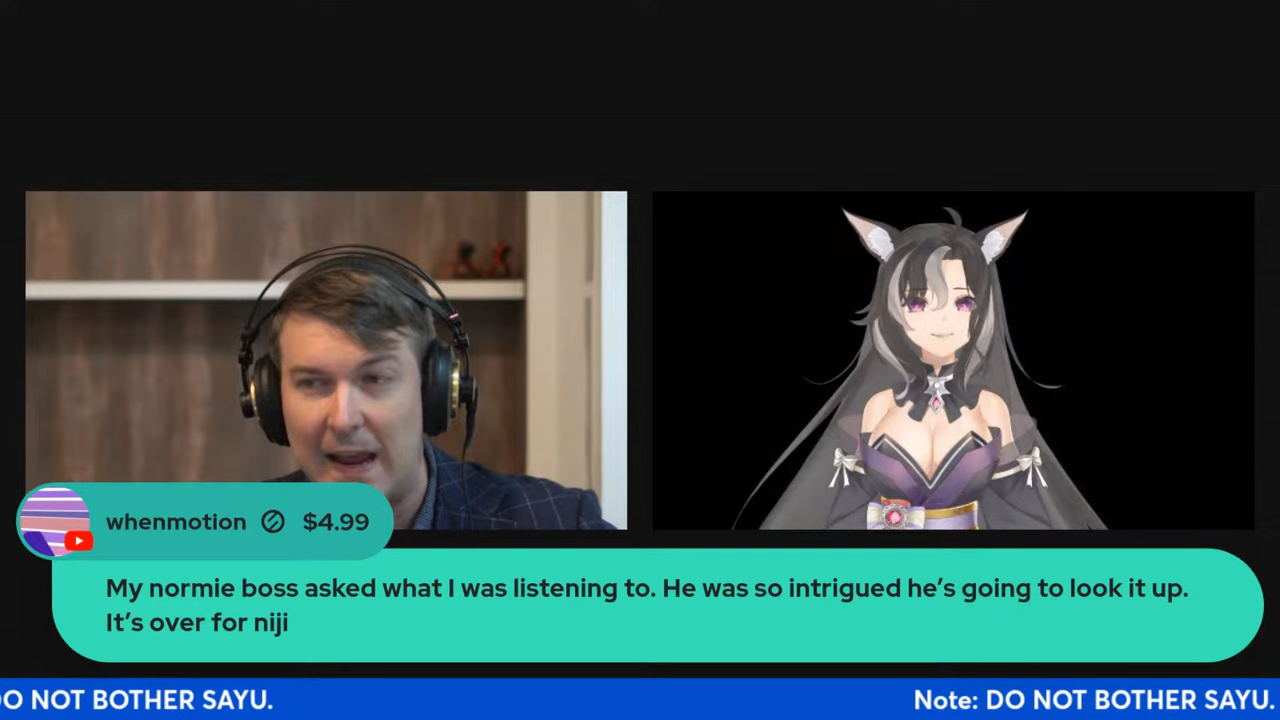 whenmotion $4.99
My normie boss asked what I was listening to. He was so intrigued he’s going to look it up.
It’s over for niji
O NOT BOTHER SAYU. Note: DO NOT BOTHER SAYU.